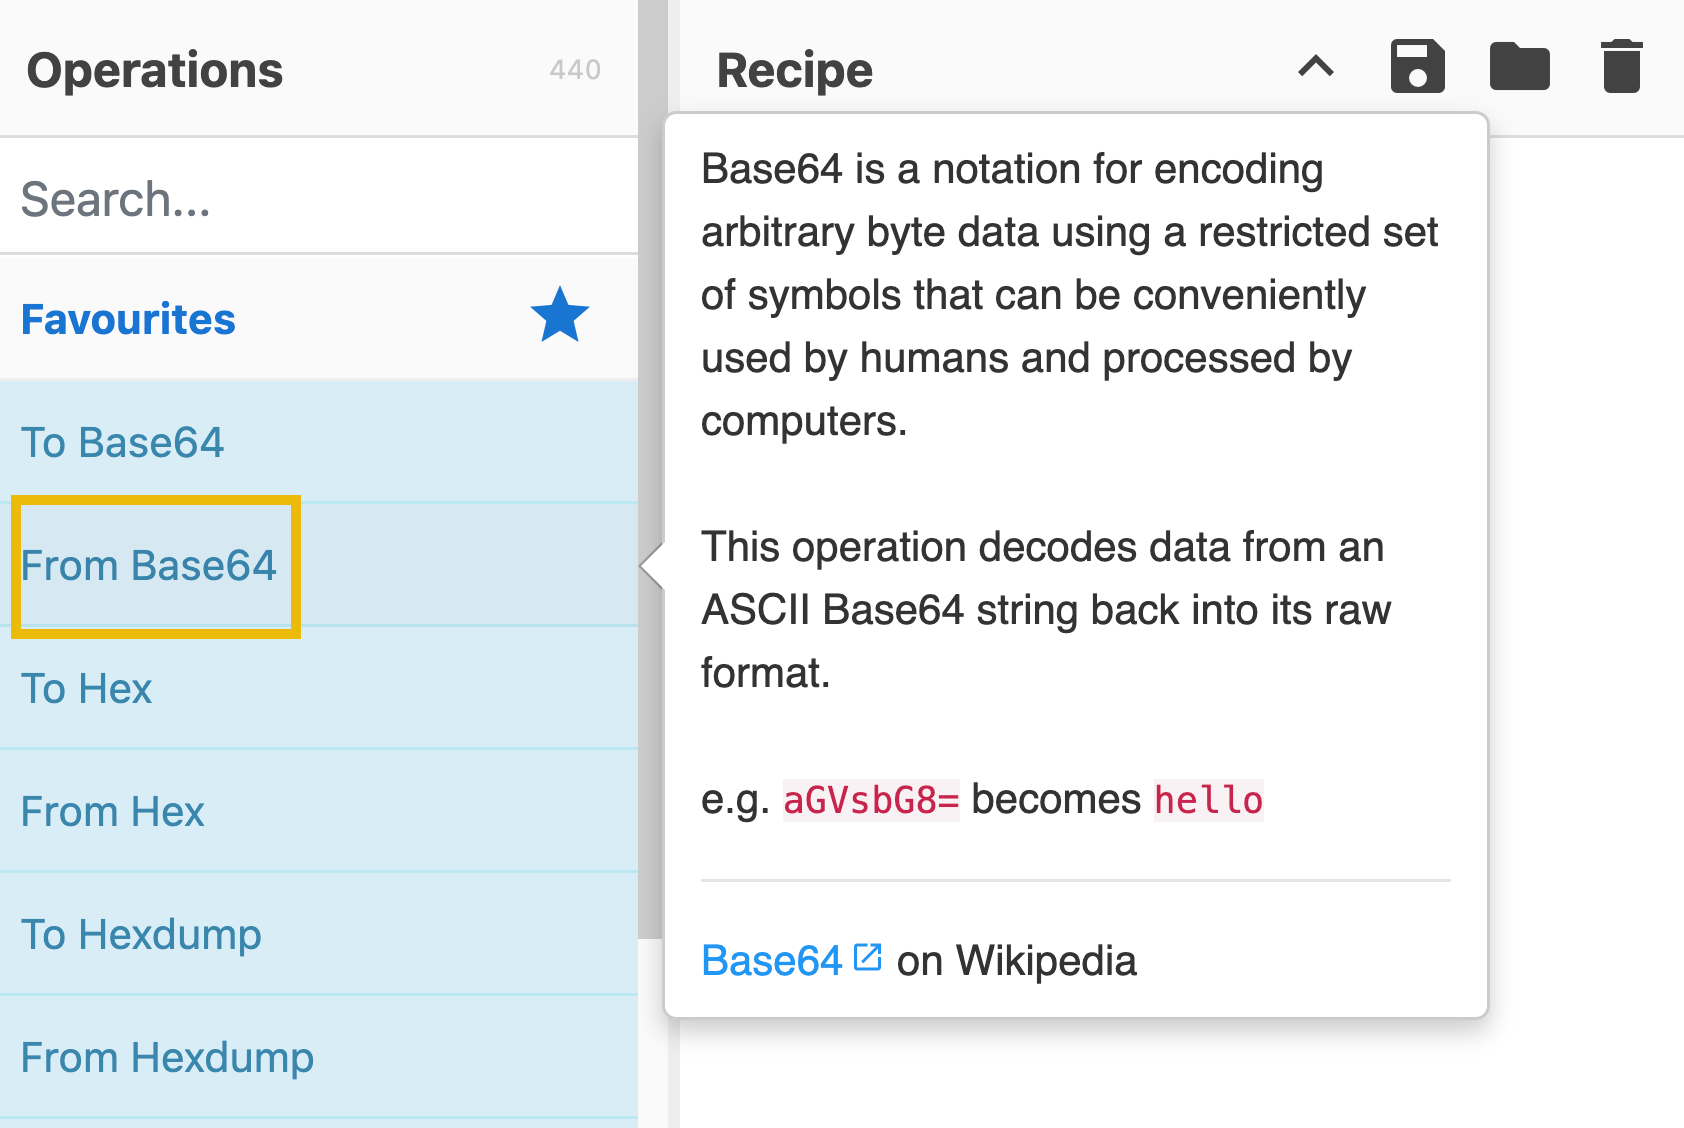 Operations
440
Search...
Favourites
To Base64
From Base64
To Hex
From Hex
To Hexdump
From Hexdump
Recipe
Base64 is a notation for encoding
arbitrary byte data using a restricted set
of symbols that can be conveniently
used by humans and processed by
computers.
This operation decodes data from an
ASCII Base64 string back into its raw
format.
e.g. aGVsbG8= becomes hello
Base64 on Wikipedia